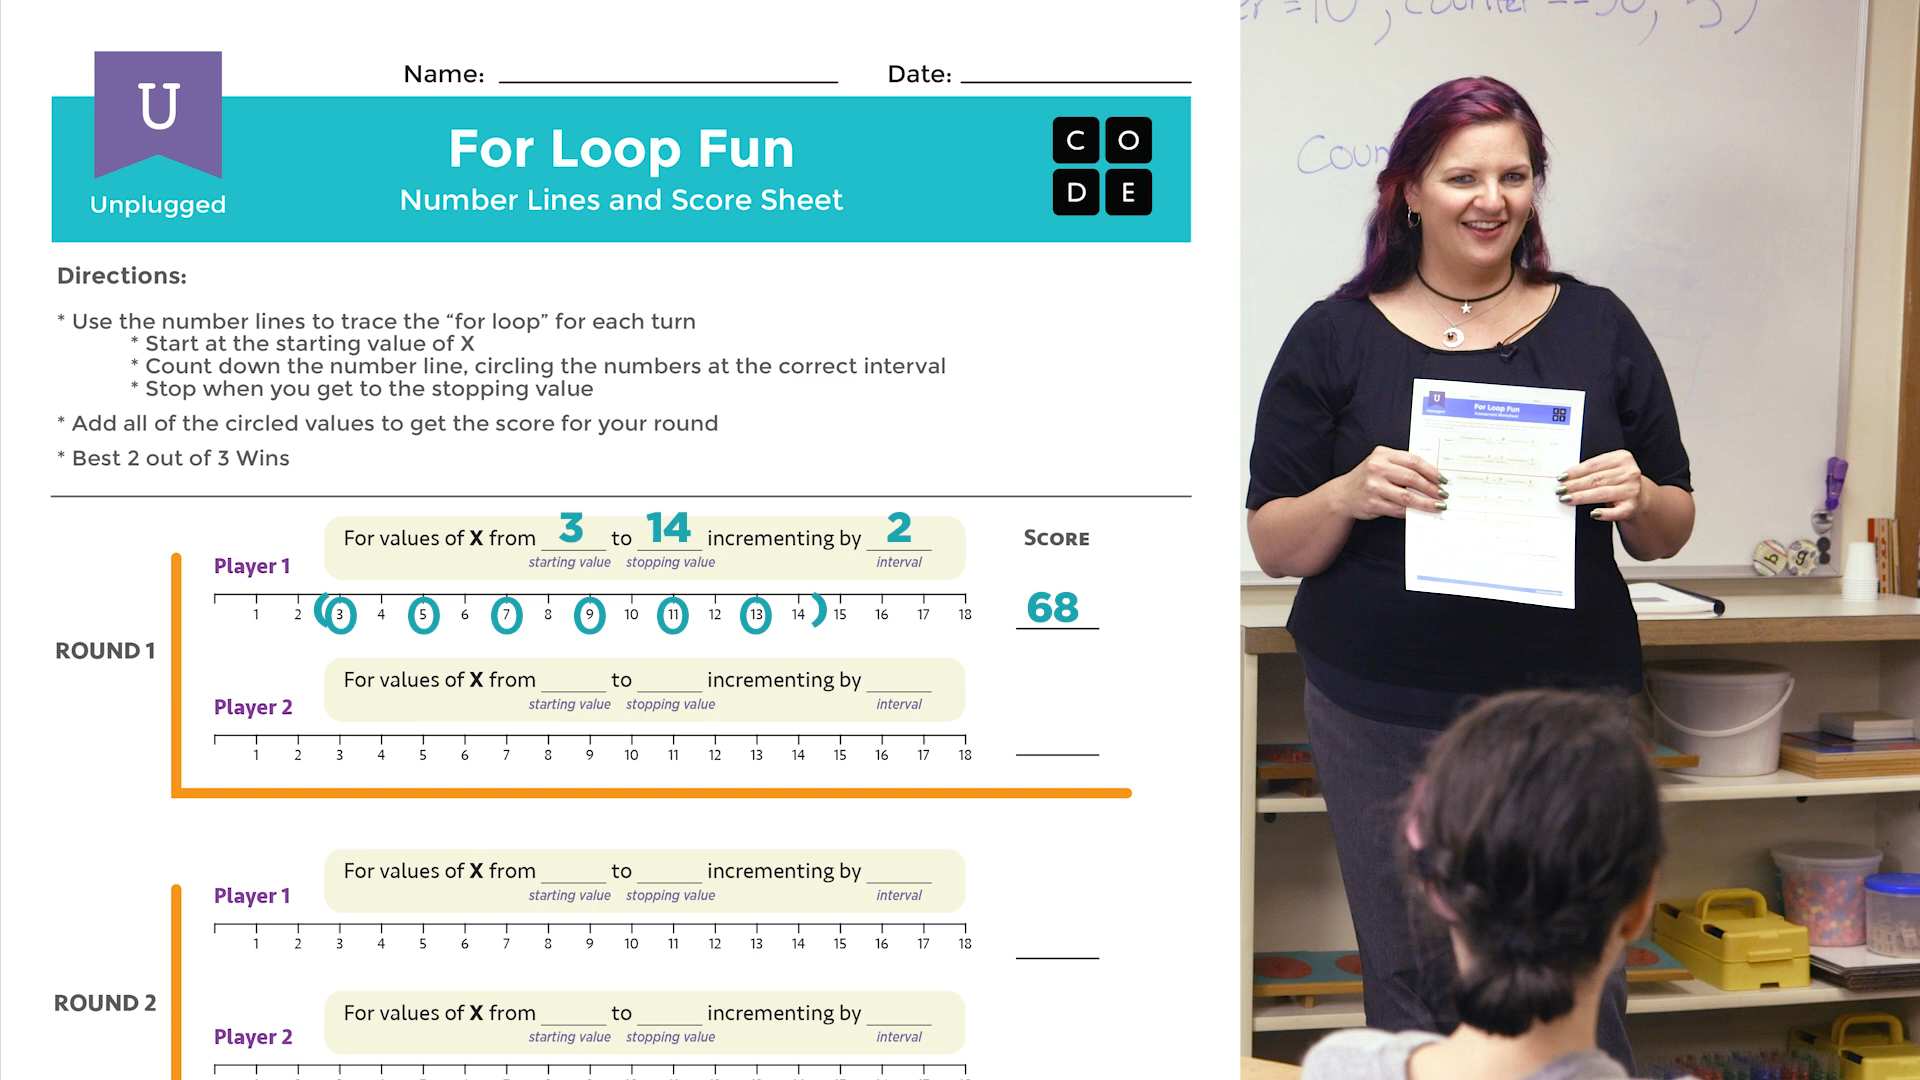 Name:
Date:
U
Unplugged
For Loop Fun
Number Lines and Score Sheet
C O
D E
Directions:
* Use the number lines to trace the “for loop” for each turn
* Start at the starting value of X
* Count down the number line, circling the numbers at the correct interval
* Stop when you get to the stopping value
* Add all of the circled values to get the score for your round
* Best 2 out of 3 Wins
ROUND 1
Player 1
For values of X from 3 to 14 incrementing by 2
starting value stopping value interval
SCORE
1 2 (3 4 5 6 7 8 9 10 11 12 13 14) 15 16 17 18
68
Player 2
For values of X from to incrementing by
starting value stopping value interval
1 2 3 4 5 6 7 8 9 10 11 12 13 14 15 16 17 18
ROUND 2
Player 1
For values of X from to incrementing by
starting value stopping value interval
1 2 3 4 5 6 7 8 9 10 11 12 13 14 15 16 17 18
Player 2
For values of X from to incrementing by
starting value stopping value interval
Coun
U
For Loop Fun